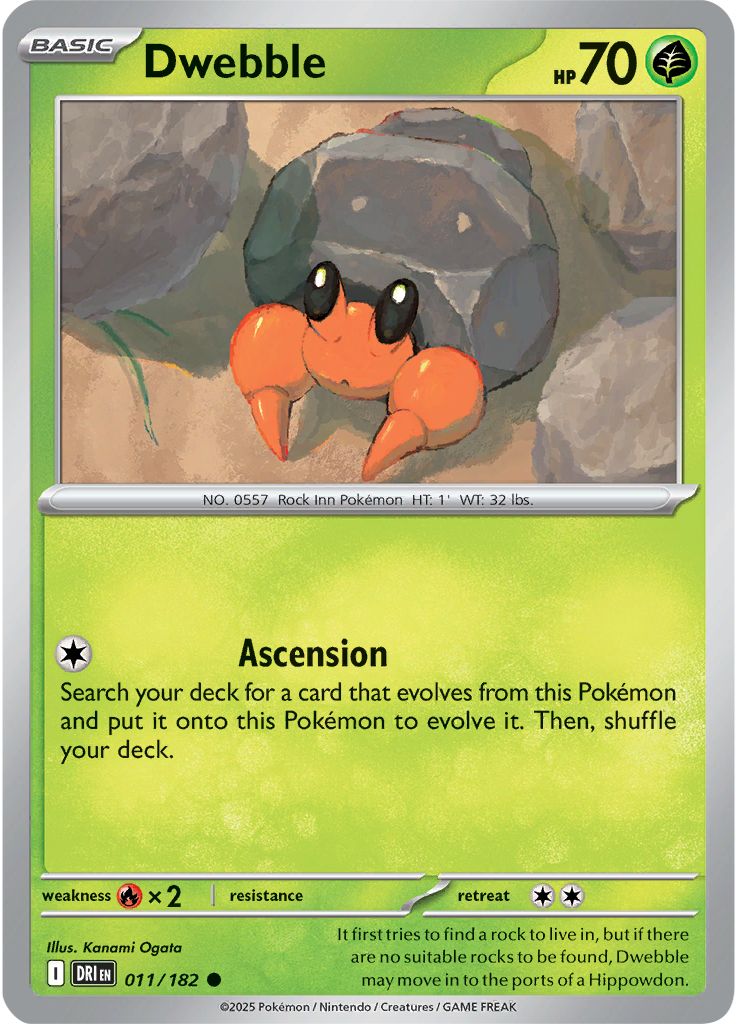 BASIC
Dwebble
HP 70
NO. 0557 Rock Inn Pokémon HT: 1' WT: 32 lbs.
Ascension
Search your deck for a card that evolves from this Pokémon
and put it onto this Pokémon to evolve it. Then, shuffle
your deck.
weakness ×2 resistance retreat
It first tries to find a rock to live in, but if there
are no suitable rocks to be found, Dwebble
may move in to the ports of a Hippowdon.
Illus. Kanami Ogata
I DRI EN 011/182
©2025 Pokémon / Nintendo / Creatures / GAME FREAK